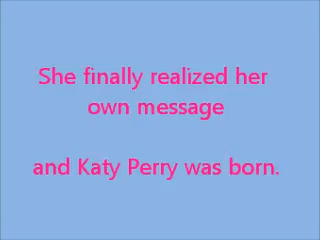 She finally realized her
own message
and Katy Perry was born.